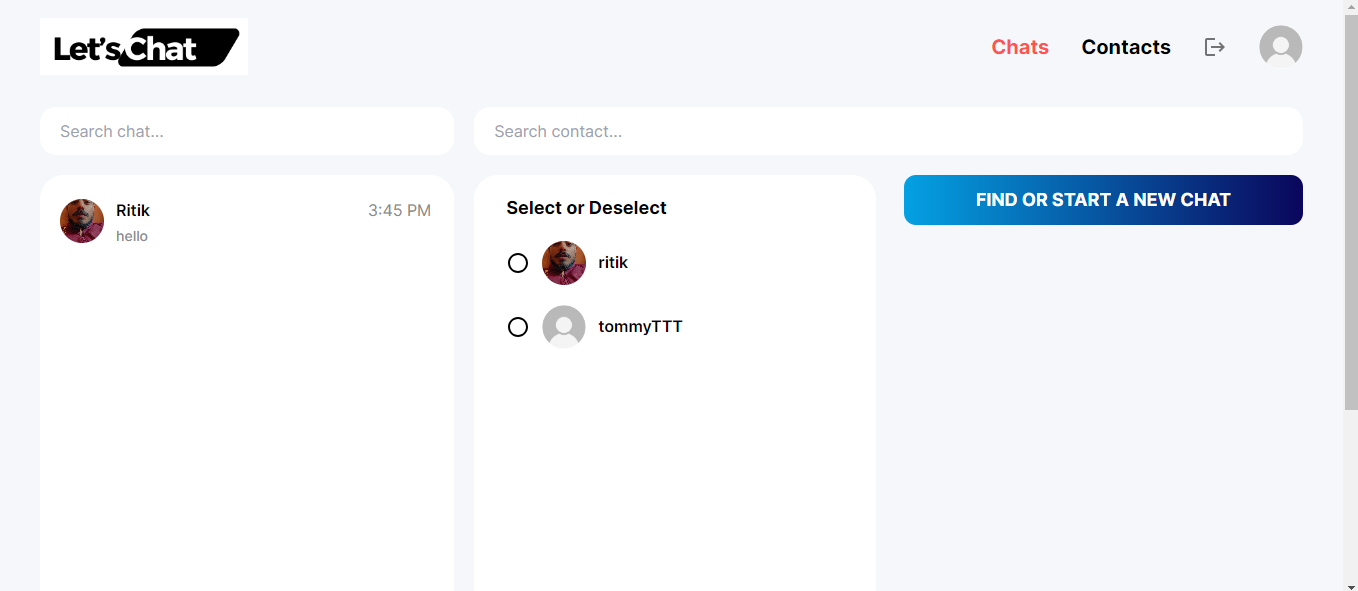 Let's Chat
Chats
Contacts
Search chat...
Search contact...
Ritik
3:45 PM
hello
Select or Deselect
ritik
tommyTTT
FIND OR START A NEW CHAT